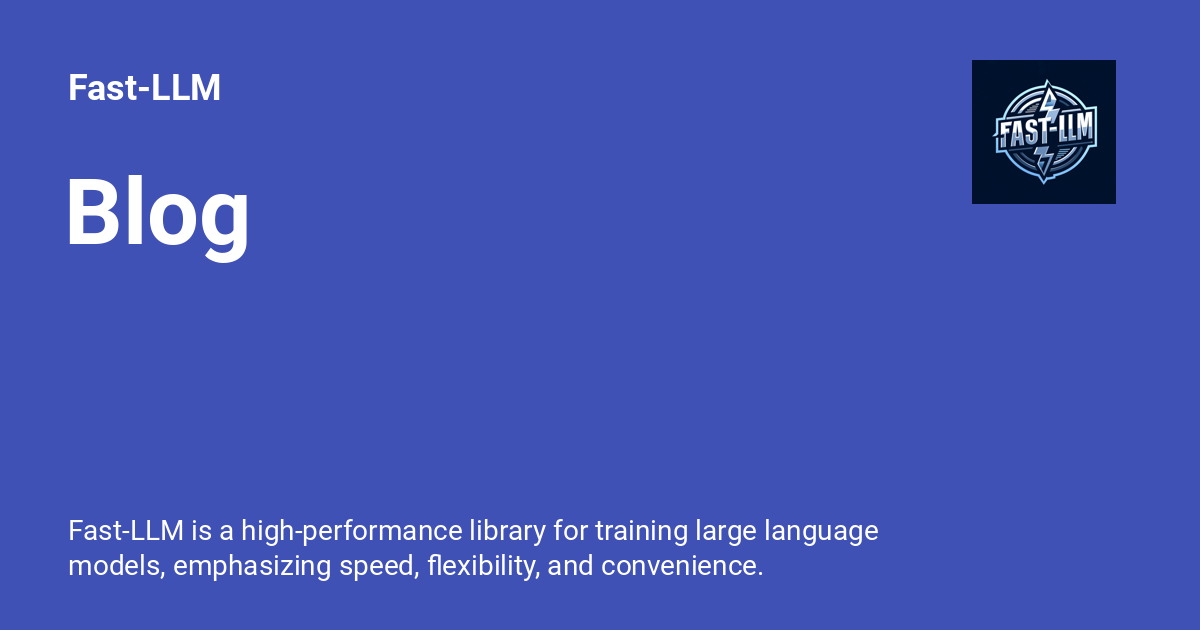 Fast-LLM
FAST-LLM
Blog
Fast-LLM is a high-performance library for training large language
models, emphasizing speed, flexibility, and convenience.